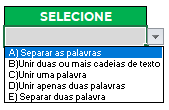 SELECIONE
A) Separar as palavras
B)Unir duas ou mais cadeias de texto
C)Unir uma palavra
D)Unir apenas duas palavras
E) Separar duas palavra